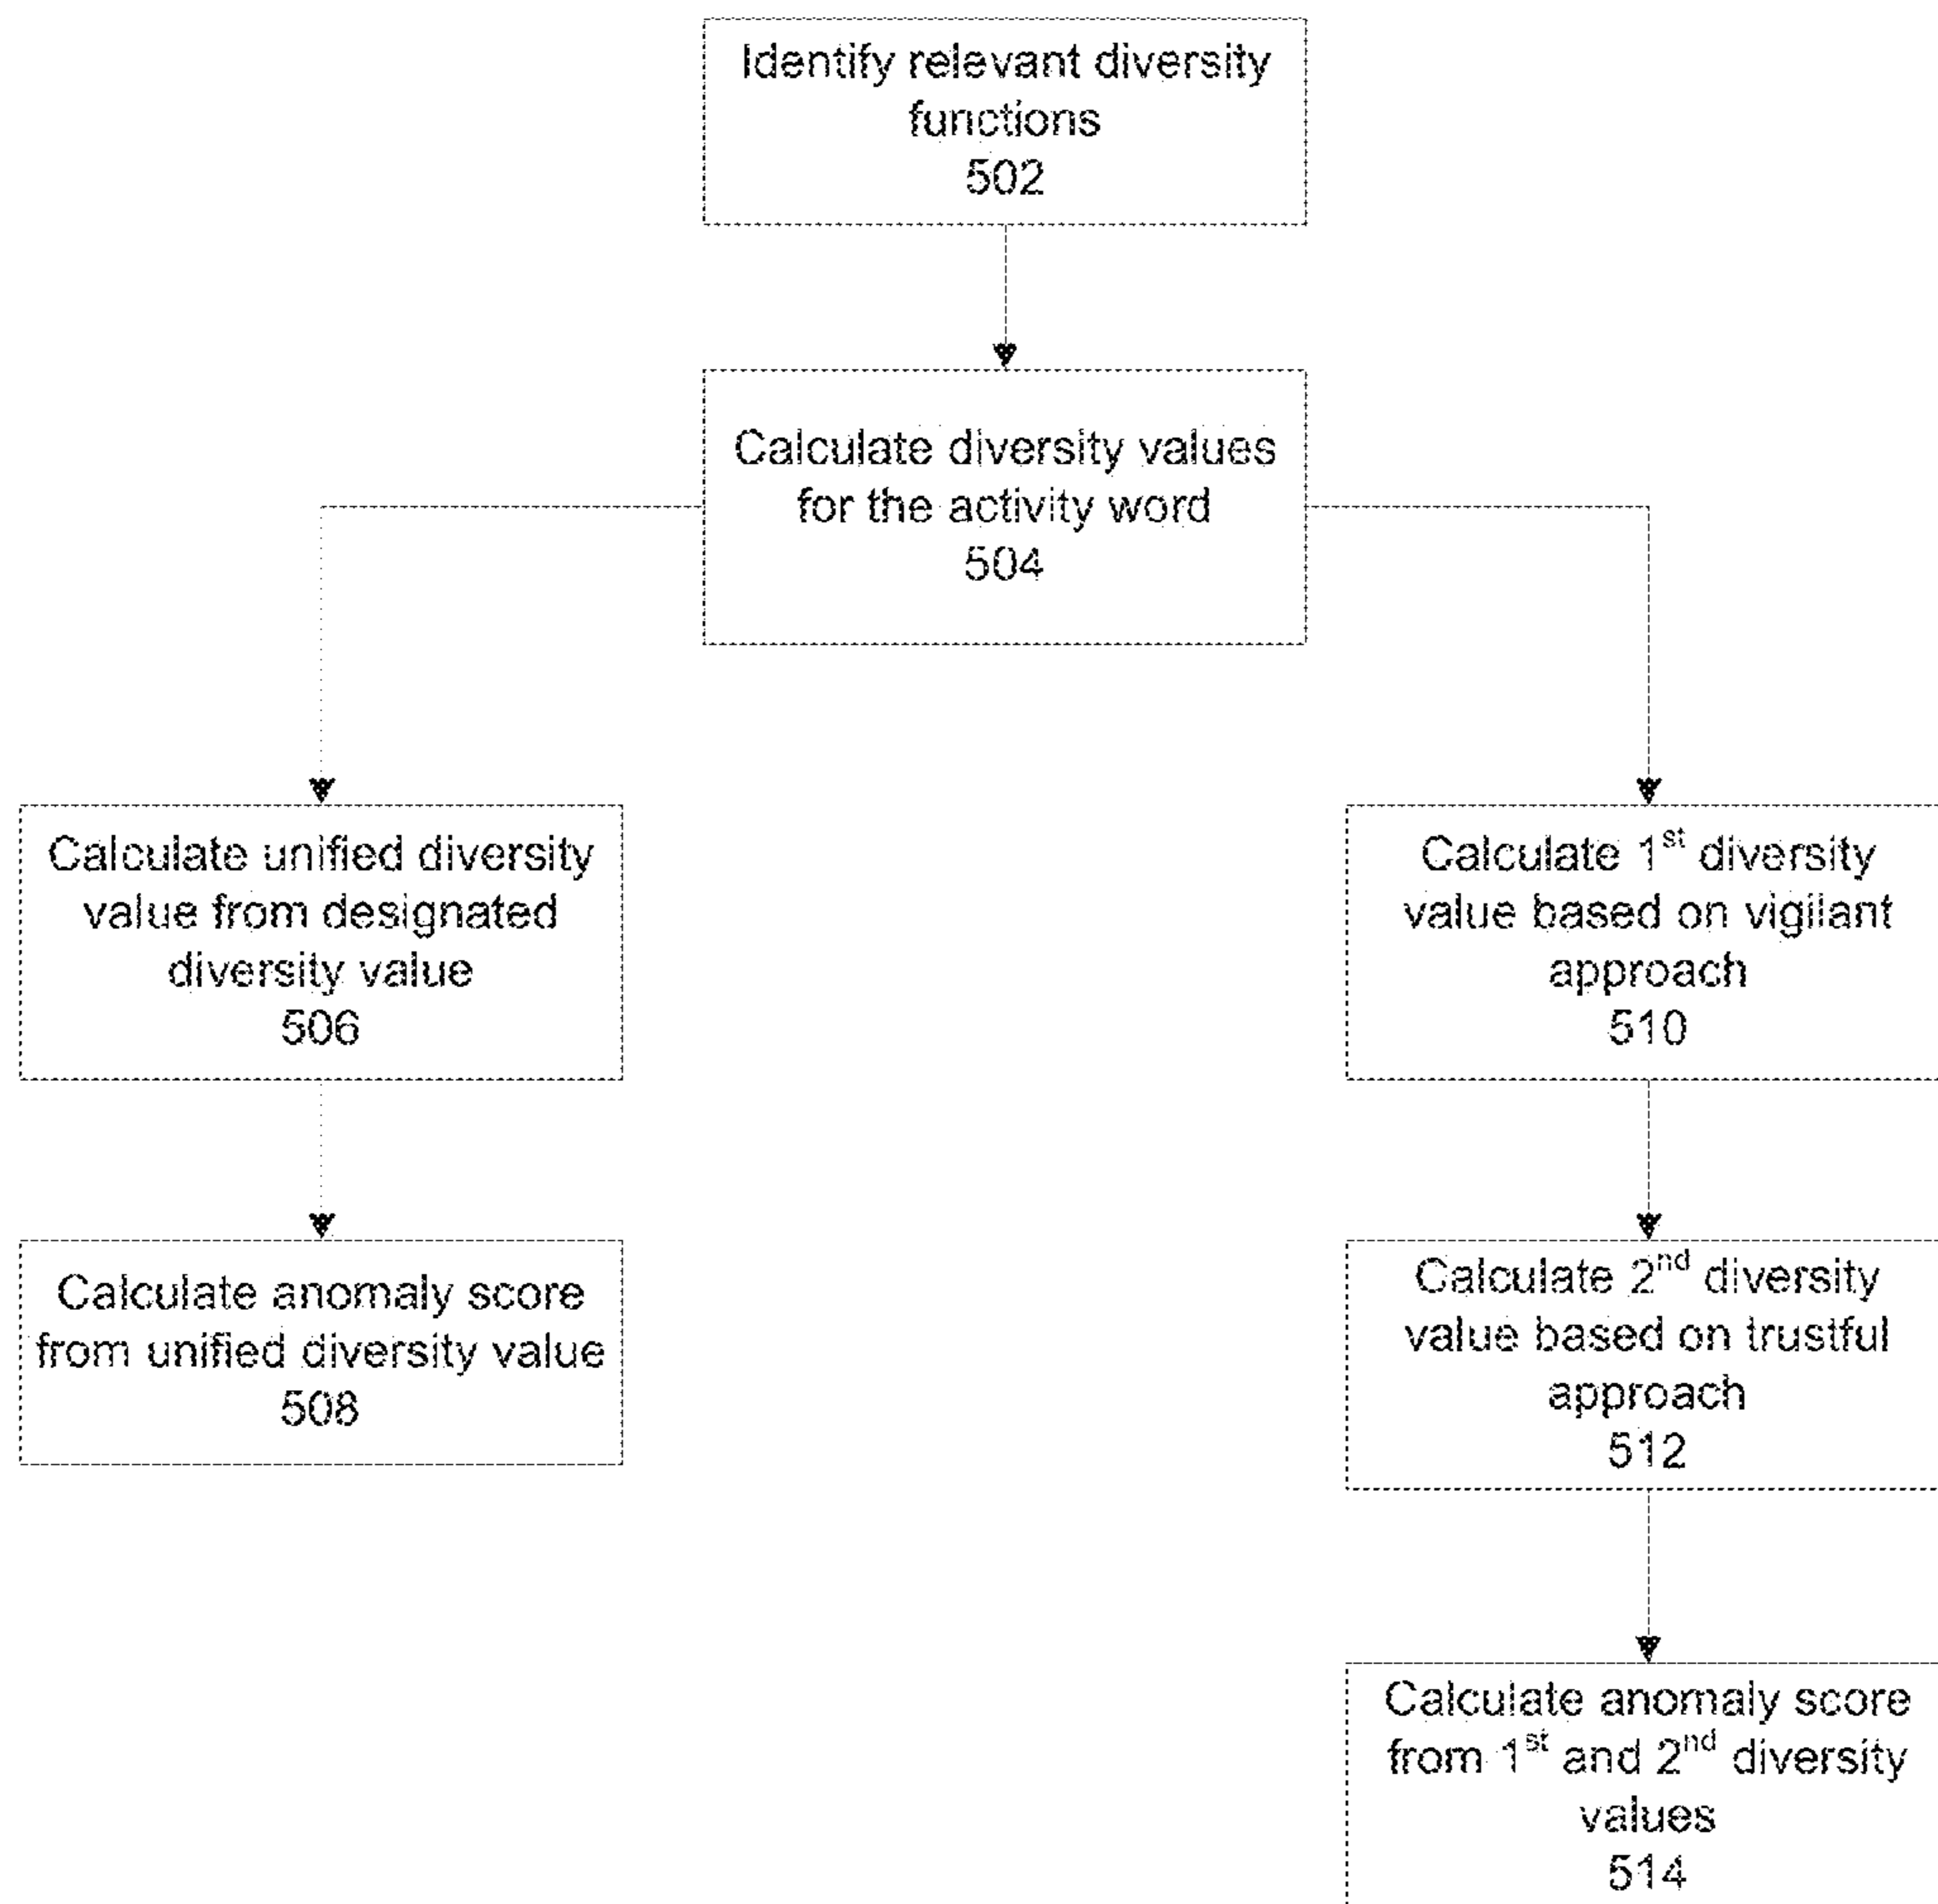 Identify relevant diversity
functions
502
Calculate diversity values
for the activity word
504
Calculate unified diversity
value from designated
diversity value
506
Calculate anomaly score
from unified diversity value
508
Calculate 1st diversity
value based on vigilant
approach
510
Calculate 2nd diversity
value based on trustful
approach
512
Calculate anomaly score
from 1st and 2nd diversity
values
514